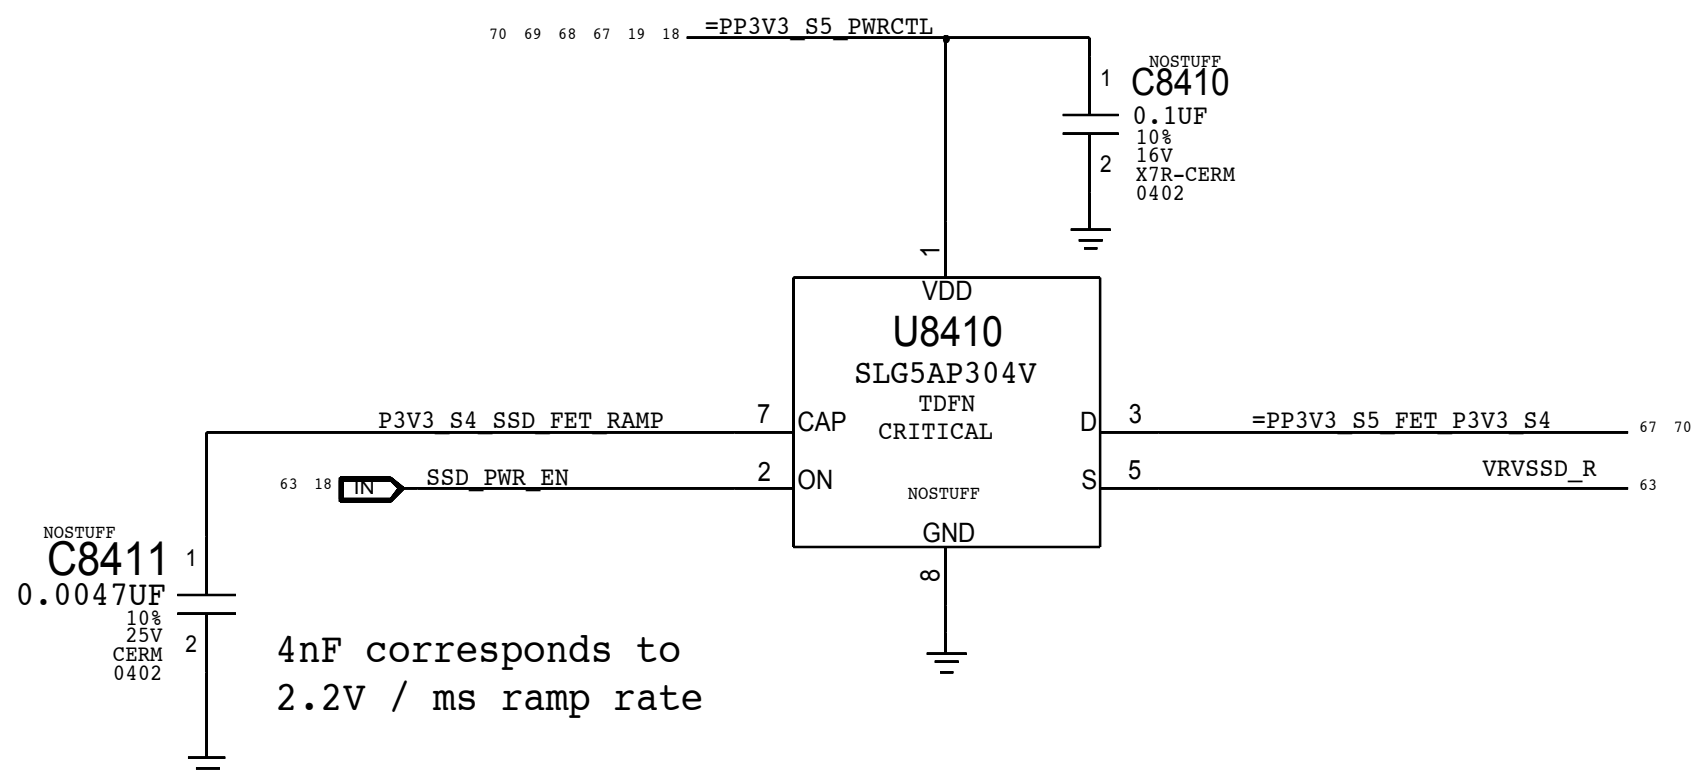 70 69 68 67 19 18 =PP3V3_S5_PWRCTL
NOSTUFF
1
C8410
0.1UF
10%
16V
2
X7R-CERM
0402
1
VDD
U8410
SLG5AP304V
TDFN
CRITICAL
P3V3_S4_SSD_FET_RAMP
7
CAP
D
3
=PP3V3_S5_FET_P3V3_S4
67 70
63 18
IN
SSD_PWR_EN
2
ON
NOSTUFF
S
5
VRVSSD_R
63
GND
8
NOSTUFF
C8411
1
0.0047UF
10%
25V
2
CERM
0402
4nF corresponds to
2.2V / ms ramp rate